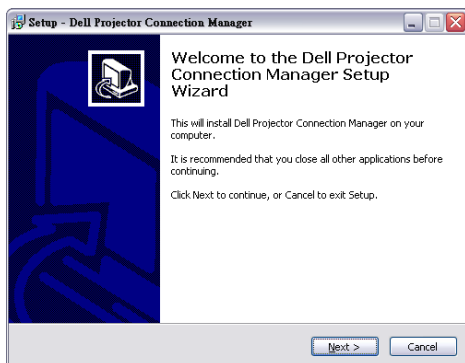 Setup - Dell Projector Connection Manager
Welcome to the Dell Projector
Connection Manager Setup
Wizard
This will install Dell Projector Connection Manager on your
computer.
It is recommended that you close all other applications before
continuing.
Click Next to continue, or Cancel to exit Setup.
Next >
Cancel